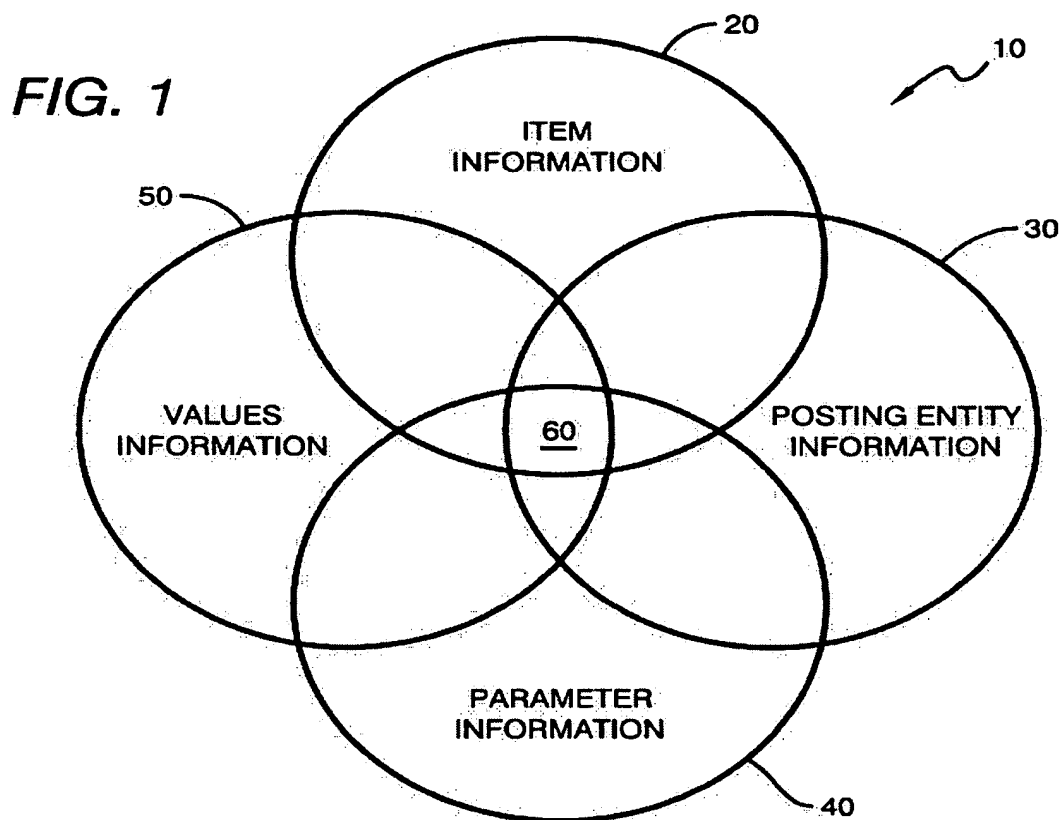 FIG. 1
20
10
ITEM
INFORMATION
50
30
VALUES
INFORMATION
60
POSTING ENTITY
INFORMATION
PARAMETER
INFORMATION
40